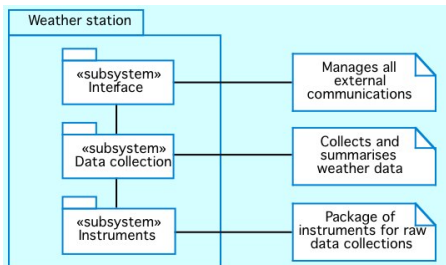 Weather station
«subsystem»
Interface
Manages all
external
communications
«subsystem»
Data collection
Collects and
summarises
weather data
«subsystem»
Instruments
Package of
instruments for raw
data collections